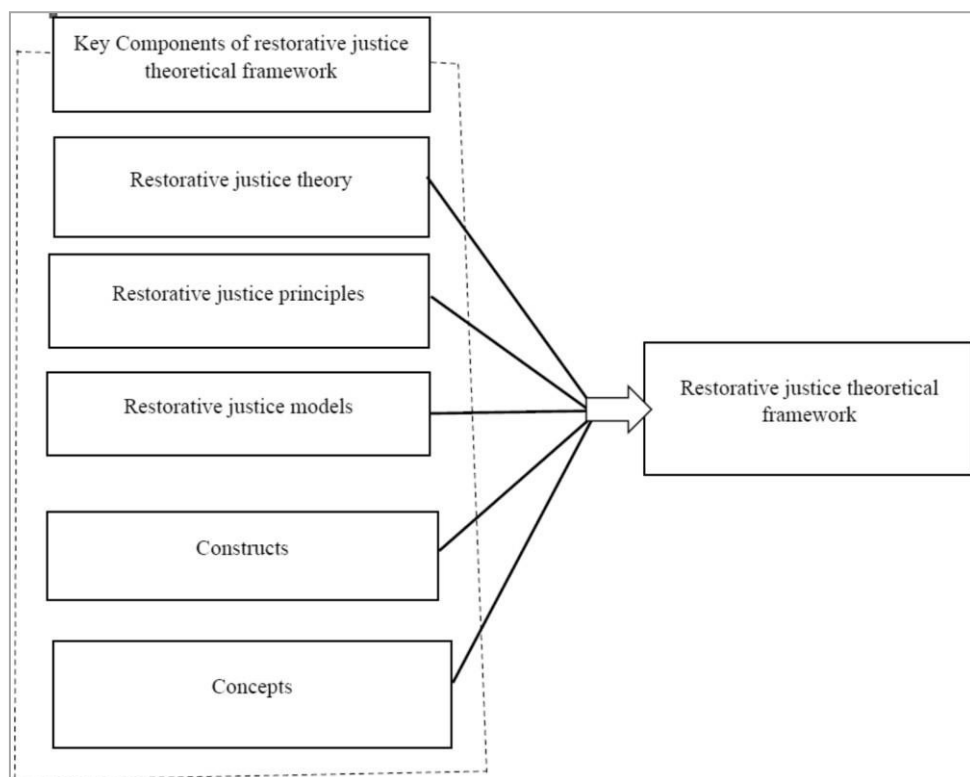 Key Components of restorative justice
theoretical framework
Restorative justice theory
Restorative justice principles
Restorative justice models
Constructs
Concepts
Restorative justice theoretical
framework